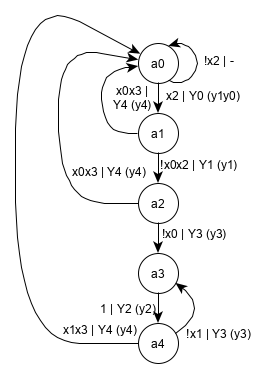 a0
!x2 | -
x0x3 |
Y4 (y4)
x2 | Y0 (y1y0)
a1
!x0x2 | Y1 (y1)
x0x3 | Y4 (y4)
a2
!x0 | Y3 (y3)
a3
1 | Y2 (y2)
x1x3 | Y4 (y4)
a4
!x1 | Y3 (y3)